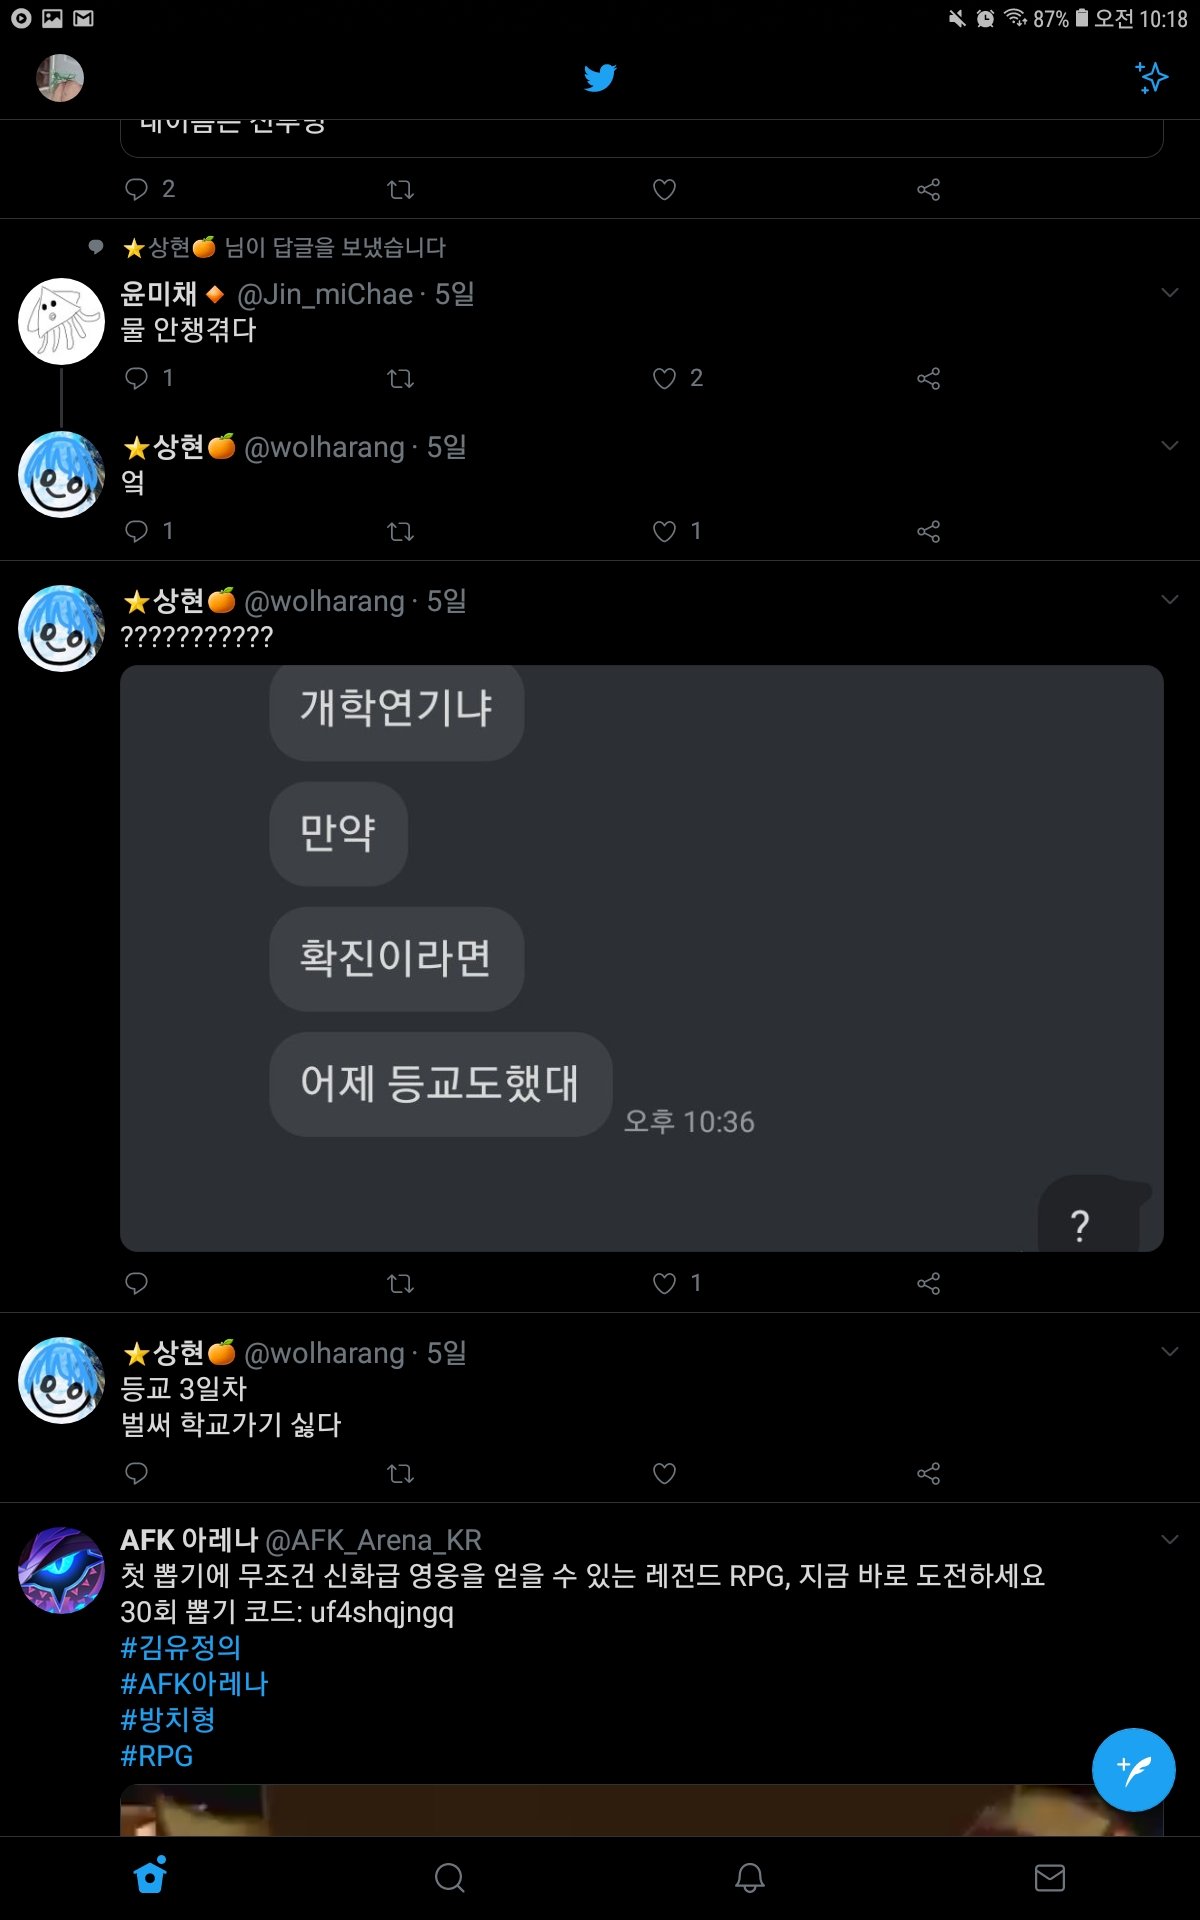 87% 오전 10:18
2
⭐상현🍊 님이 답글을 보냈습니다
윤미채🔸 @Jin_miChae · 5일
물 안챙겪다
1 2
⭐상현🍊 @wolharang · 5일
엌
1 1
⭐상현🍊 @wolharang · 5일
???????????
개학연기냐
만약
확진이라면
어제 등교도했대
오후 10:36
?
1
⭐상현🍊 @wolharang · 5일
등교 3일차
벌써 학교가기 싫다
AFK 아레나 @AFK_Arena_KR
첫 뽑기에 무조건 신화급 영웅을 얻을 수 있는 레전드 RPG, 지금 바로 도전하세요
30회 뽑기 코드: uf4shqjngq
#김유정의
#AFK아레나
#방치형
#RPG